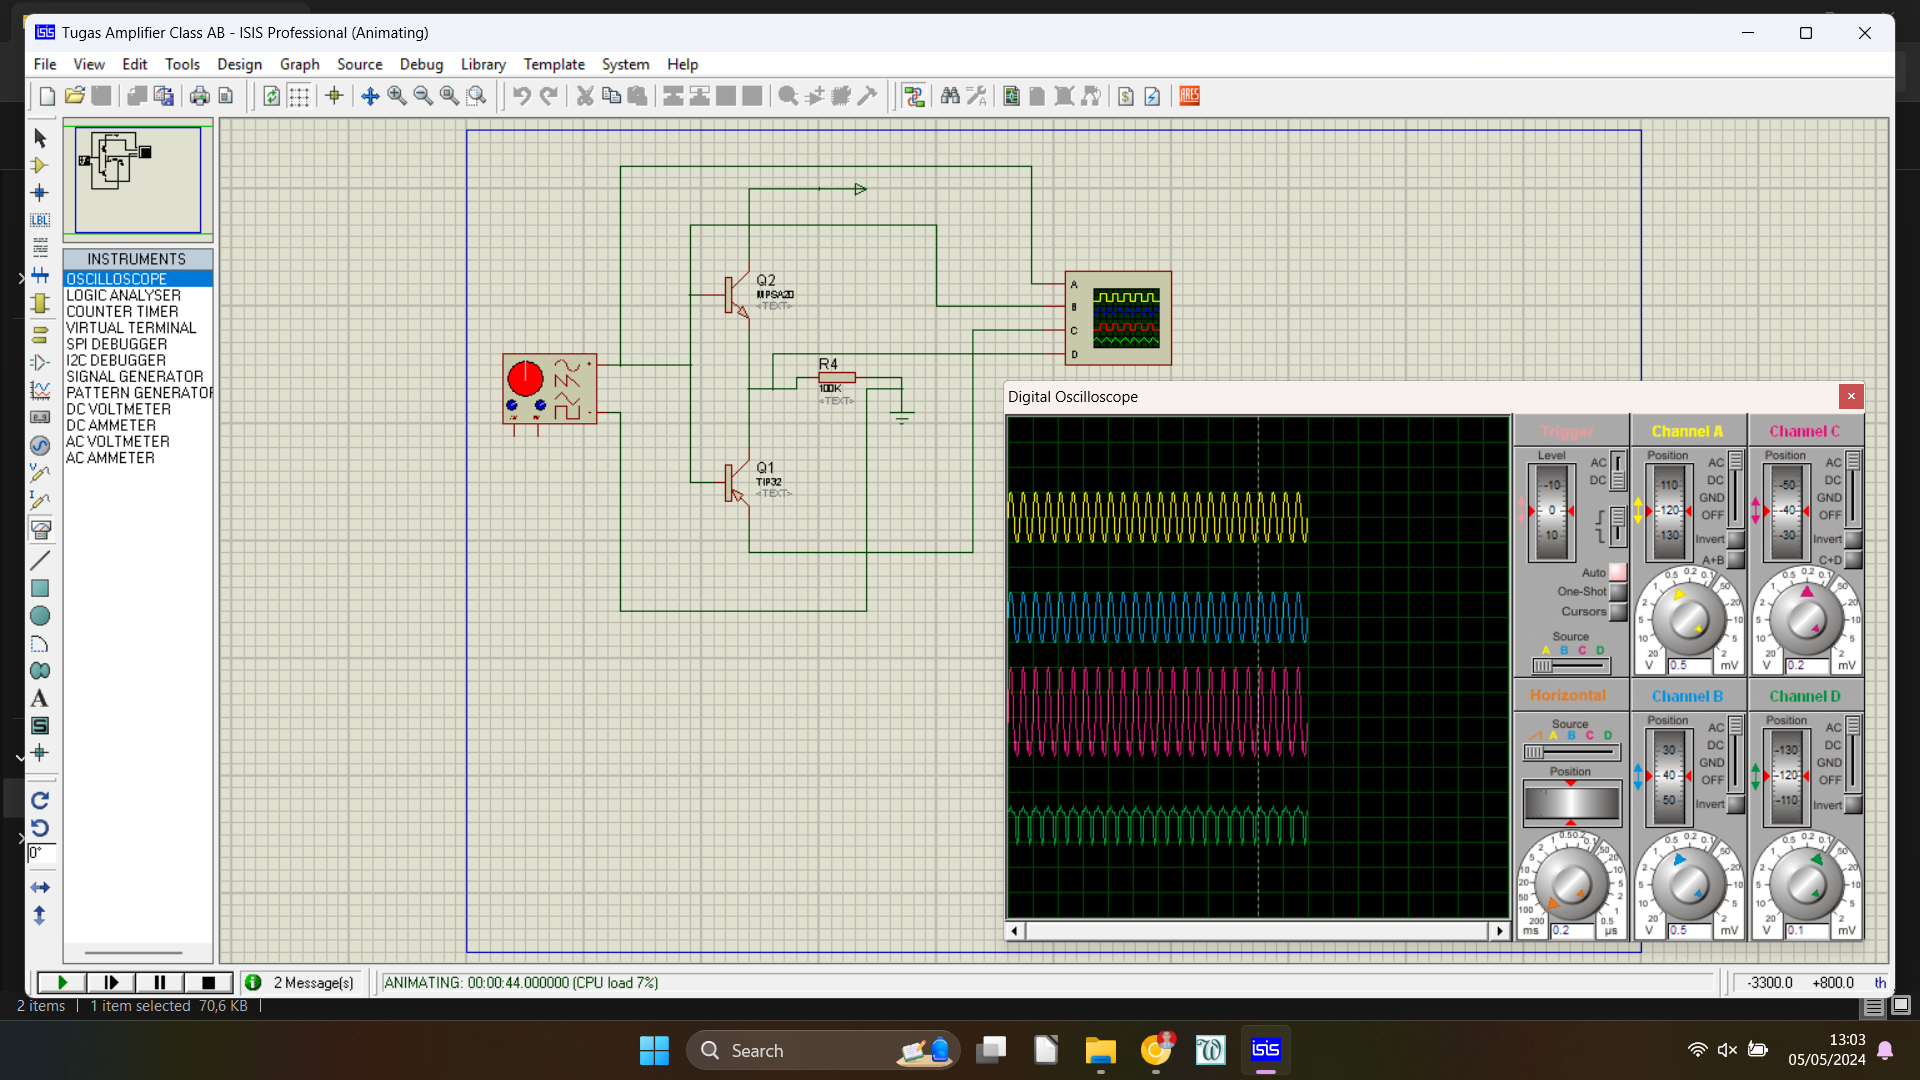 isis Tugas Amplifier Class AB - ISIS Professional (Animating)
File View Edit Tools Design Graph Source Debug Library Template System Help
ARES
LBL
A
S
0°
INSTRUMENTS
OSCILLOSCOPE
LOGIC ANALYSER
COUNTER TIMER
VIRTUAL TERMINAL
SPI DEBUGGER
I2C DEBUGGER
SIGNAL GENERATOR
PATTERN GENERATOR
DC VOLTMETER
DC AMMETER
AC VOLTMETER
AC AMMETER
Q2
MPSA20
<TEXT>
R4
100K
<TEXT>
Q1
TIP32
<TEXT>
+
-
A
B
C
D
Digital Oscilloscope
Trigger
Level
-10
0
10
AC
DC
Auto
One-Shot
Cursors
Source
A B C D
Channel A
Position
110
120
130
AC
DC
GND
OFF
Invert
A+B
V 0.5 mV
Channel C
Position
-50
-40
-30
AC
DC
GND
OFF
Invert
C+D
V 0.2 mV
Horizontal
Source
A B C D
Position
ms 0.2 µs
Channel B
Position
30
40
50
AC
DC
GND
OFF
Invert
V 0.5 mV
Channel D
Position
-130
-120
-110
AC
DC
GND
OFF
Invert
V 0.1 mV
2 Message(s)
ANIMATING: 00:00:44.000000 (CPU load 7%)
-3300.0 +800.0 th
2 items 1 item selected 70,6 KB
Search
isis
13:03
05/05/2024